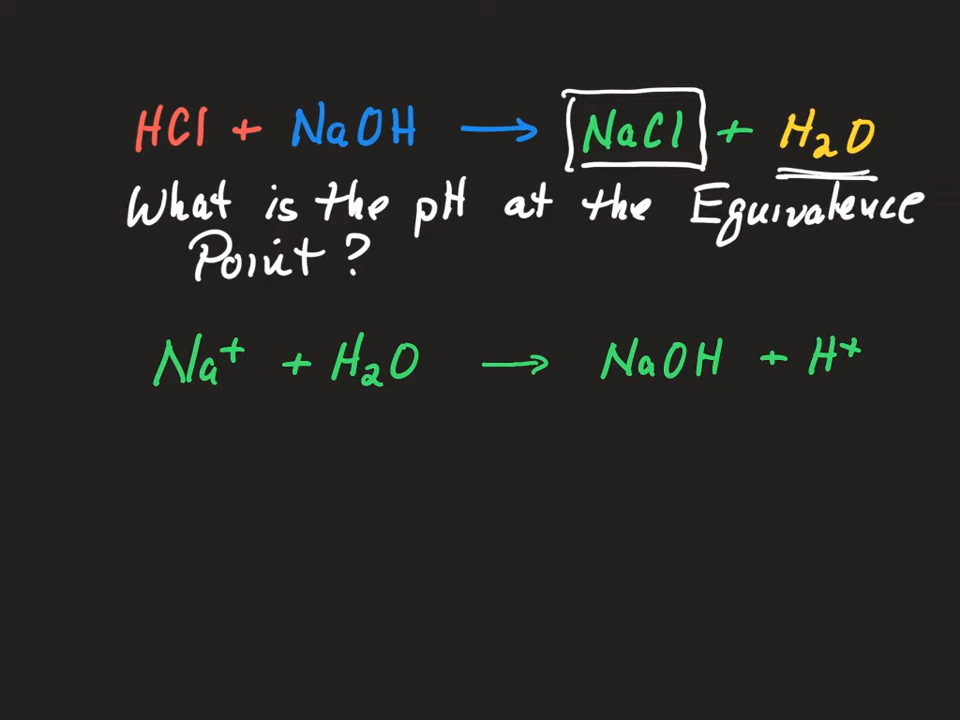 HCl + NaOH → NaCl + H₂O
What is the pH at the Equivalence
Point?
Na⁺ + H₂O → NaOH + H⁺